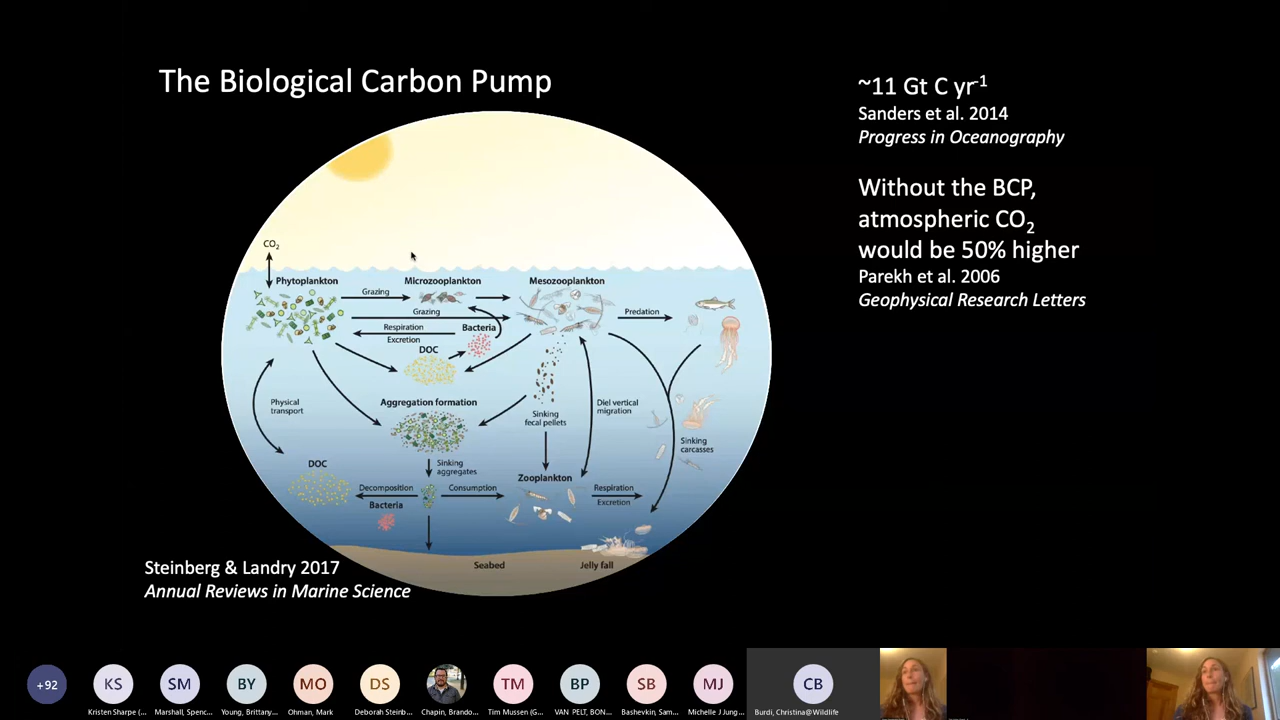 The Biological Carbon Pump
~11 Gt C yr-1
Sanders et al. 2014
Progress in Oceanography
Without the BCP,
atmospheric CO2
would be 50% higher
Parekh et al. 2006
Geophysical Research Letters
CO2
Phytoplankton
Microzooplankton
Mesozooplankton
Grazing
Grazing
Predation
Respiration
Excretion
Bacteria
DOC
Physical
transport
Aggregation formation
Sinking
fecal pellets
Diel vertical
migration
Sinking
carcasses
DOC
Sinking
aggregates
Zooplankton
Decomposition
Consumption
Respiration
Excretion
Bacteria
Seabed
Jelly fall
Steinberg & Landry 2017
Annual Reviews in Marine Science
+92
KS
SM
BY
MO
DS
TM
BP
SB
MJ
CB
Kristen Sharpe (...
Marshall, Spenc...
Young, Brittany...
Ohman, Mark
Deborah Steinb...
Chapin, Brando...
Tim Mussen (G...
VAN PELT, BON...
Bashevkin, Sam...
Michelle J Jung...
Burdi, Christina@Wildlife